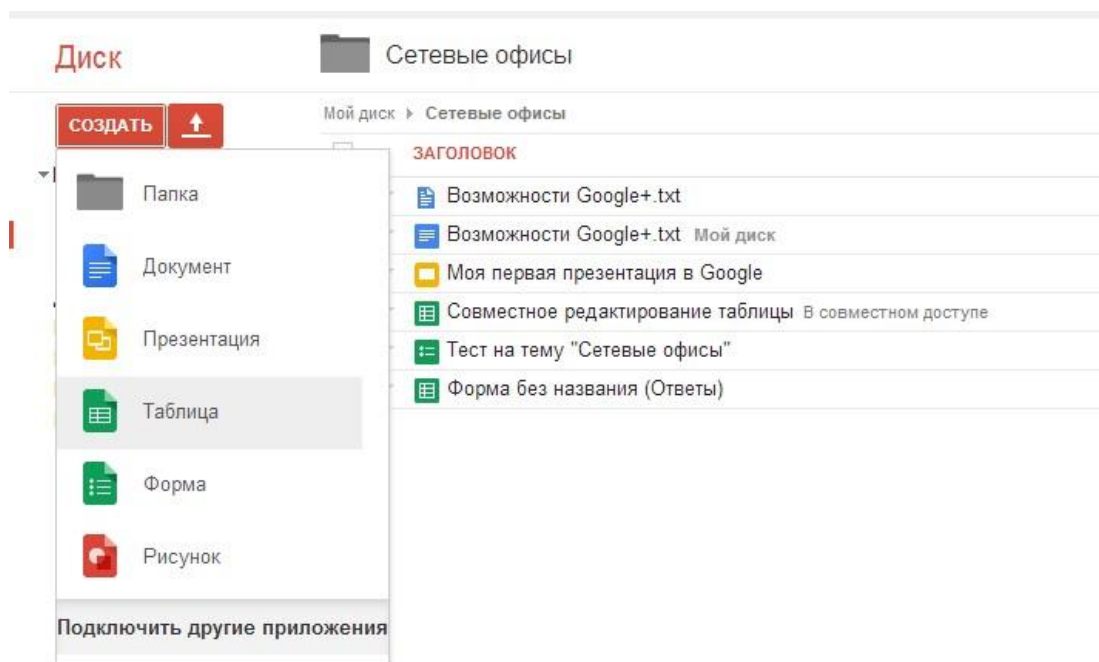 Диск
Сетевые офисы
СОЗДАТЬ
Мой диск Сетевые офисы
ЗАГОЛОВОК
Папка
Документ
Презентация
Таблица
Форма
Рисунок
Подключить другие приложения
Возможности Google+.txt
Возможности Google+.txt Мой диск
Моя первая презентация в Google
Совместное редактирование таблицы В совместном доступе
Тест на тему "Сетевые офисы"
Форма без названия (Ответы)